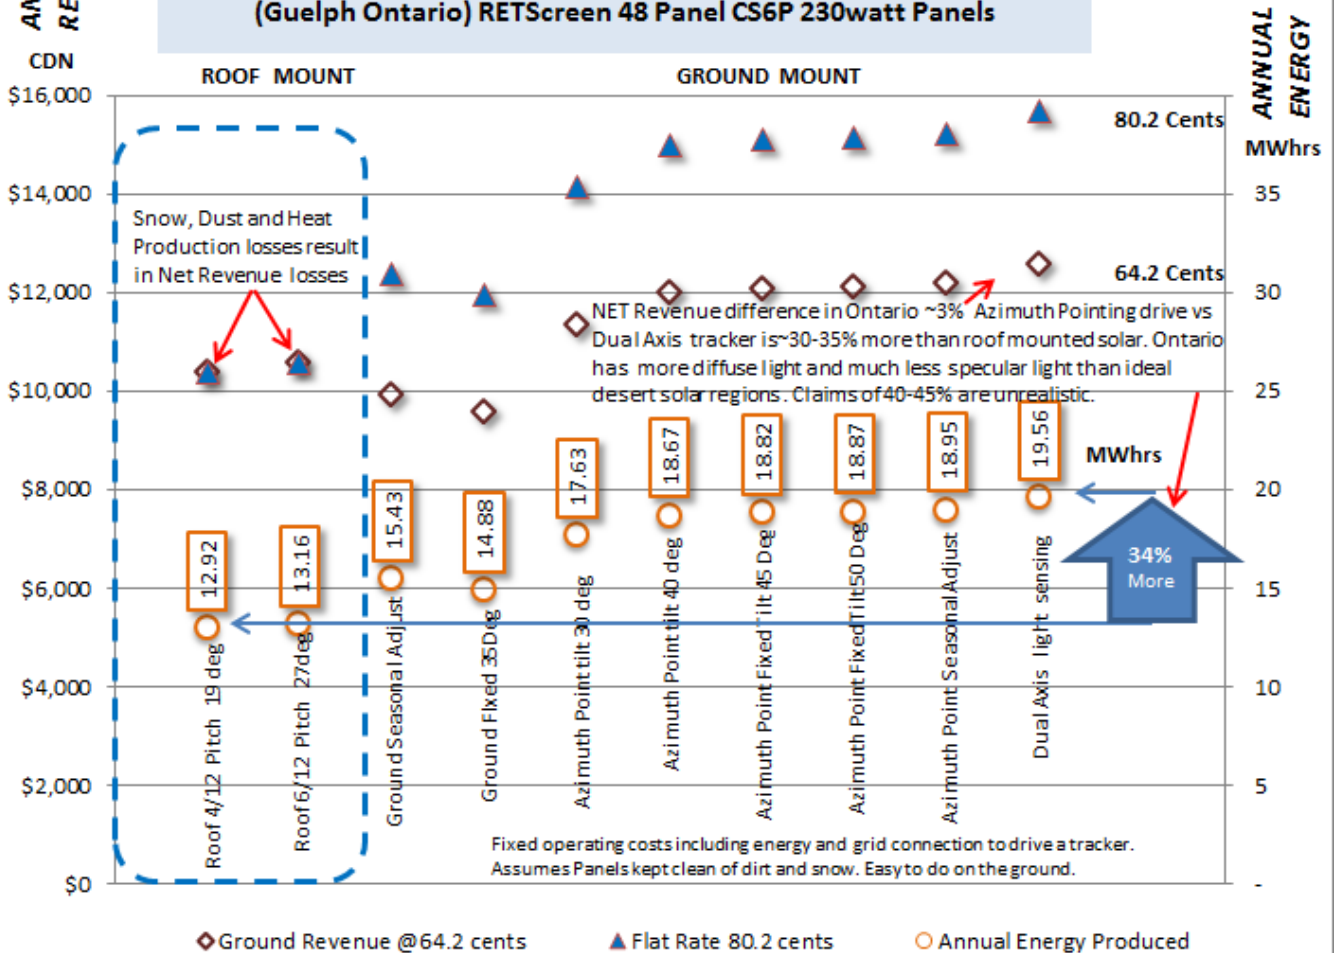 (Guelph Ontario) RETScreen 48 Panel CS6P 230watt Panels
CDN
ROOF MOUNT
GROUND MOUNT
ANNUAL
ENERGY
MWhrs
$16,000
$14,000
$12,000
$10,000
$8,000
$6,000
$4,000
$2,000
$0
35
30
25
20
15
10
5
-
80.2 Cents
64.2 Cents
Snow, Dust and Heat
Production losses result
in Net Revenue losses
NET Revenue difference in Ontario ~3% Azimuth Pointing drive vs
Dual Axis tracker is~30-35% more than roof mounted solar. Ontario
has more diffuse light and much less specular light than ideal
desert solar regions. Claims of 40-45% are unrealistic.
MWhrs
34%
More
12.92
13.16
15.43
14.88
17.63
18.67
18.82
18.87
18.95
19.56
Roof 4/12 Pitch 19 deg
Roof 6/12 Pitch 27deg
Ground Seasonal Adjust
Ground FIxed 35Deg
Azimuth Point tilt 30 deg
Azimuth Point tilt 40 deg
Azimuth Point Fixed Tilt 45 Deg
Azimuth Point Fixed Tilt50 Deg
Azimuth Point Seasonal Adjust
Dual Axis light sensing
Fixed operating costs including energy and grid connection to drive a tracker.
Assumes Panels kept clean of dirt and snow. Easy to do on the ground.
Ground Revenue @64.2 cents
Flat Rate 80.2 cents
Annual Energy Produced